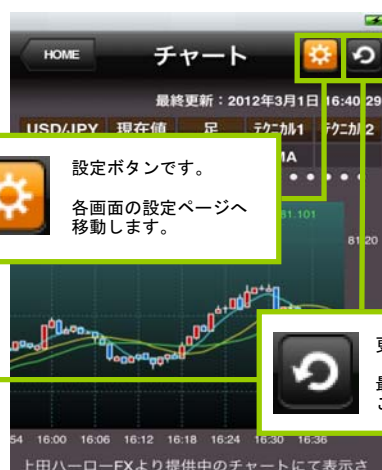 HOME
チャート
最終更新：2012年3月1日 16:40:29
USD/JPY 現在値 足 テクニカル1 テクニカル2
MA
設定ボタンです。
各画面の設定ページへ
移動します。
81.101
81.20
更
最
こ
54 16:00 16:06 16:12 16:18 16:24 16:30 16:36
上田ハーローFXより提供中のチャートにて表示さ